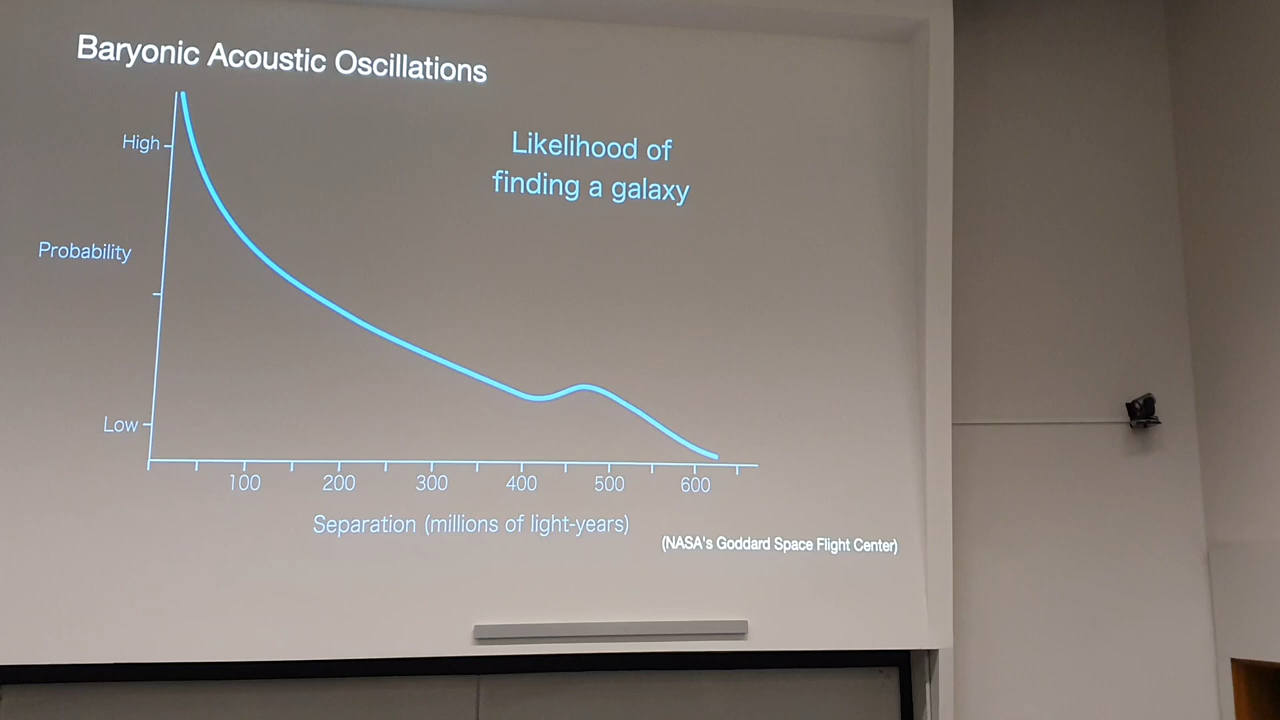 Baryonic Acoustic Oscillations
Likelihood of
finding a galaxy
High
Probability
Low
100 200 300 400 500 600
Separation (millions of light-years)
(NASA's Goddard Space Flight Center)